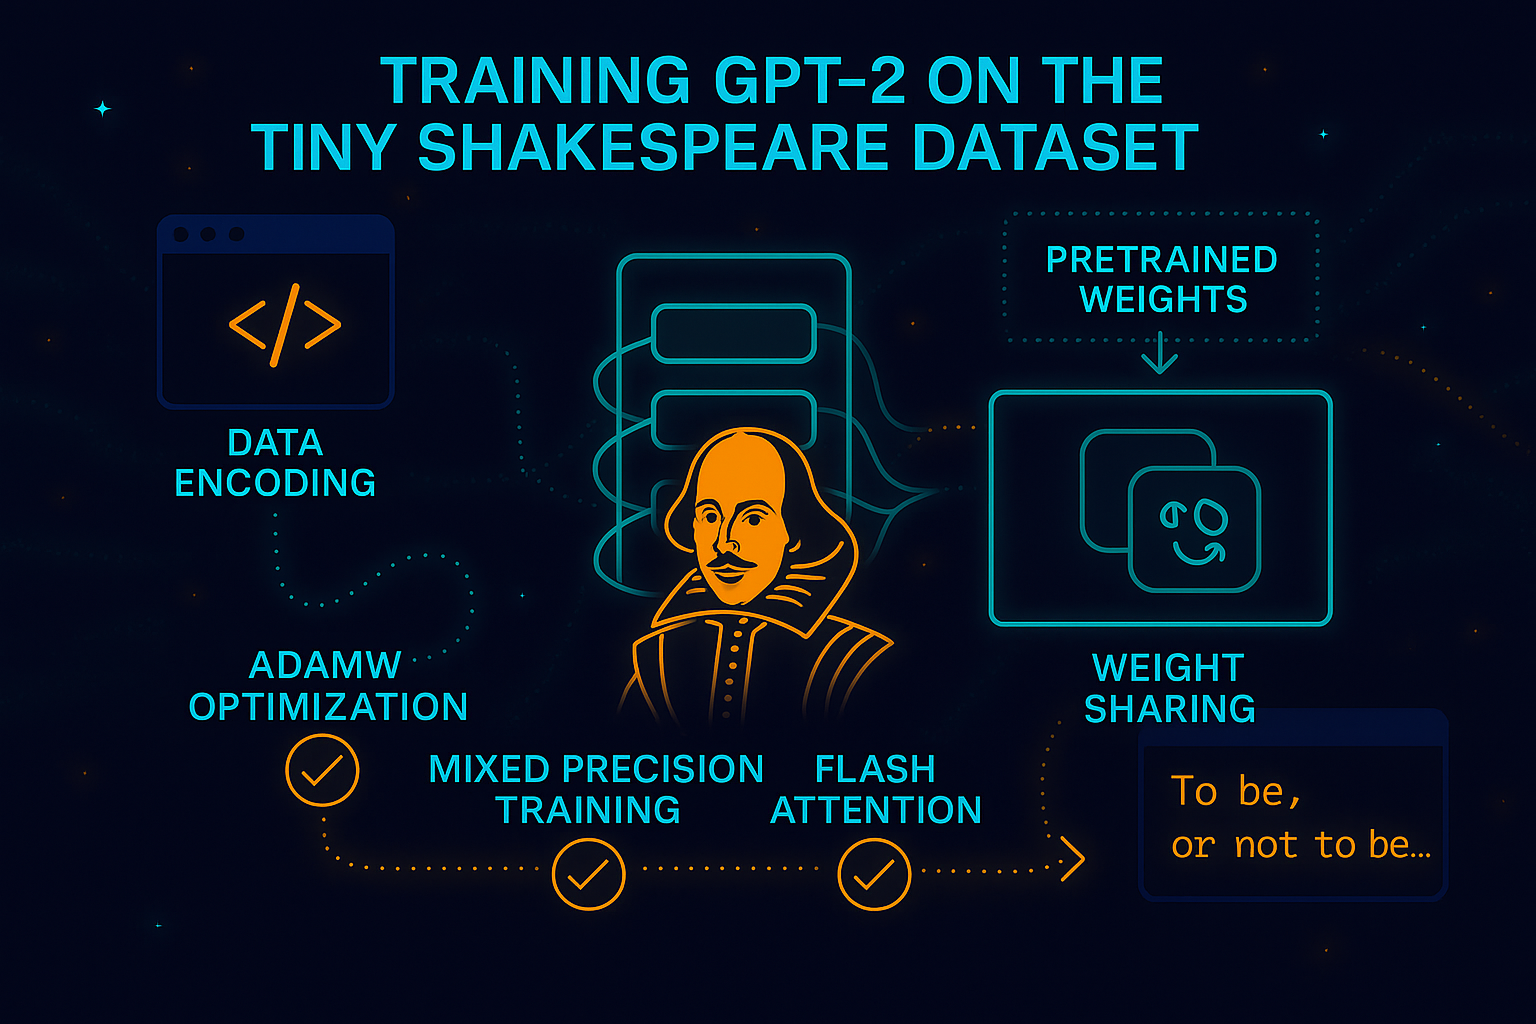 TRAINING GPT-2 ON THE
TINY SHAKESPEARE DATASET
</>
DATA
ENCODING
PRETRAINED
WEIGHTS
ADAMW
OPTIMIZATION
MIXED PRECISION
TRAINING
FLASH
ATTENTION
WEIGHT
SHARING
To be,
or not to be...